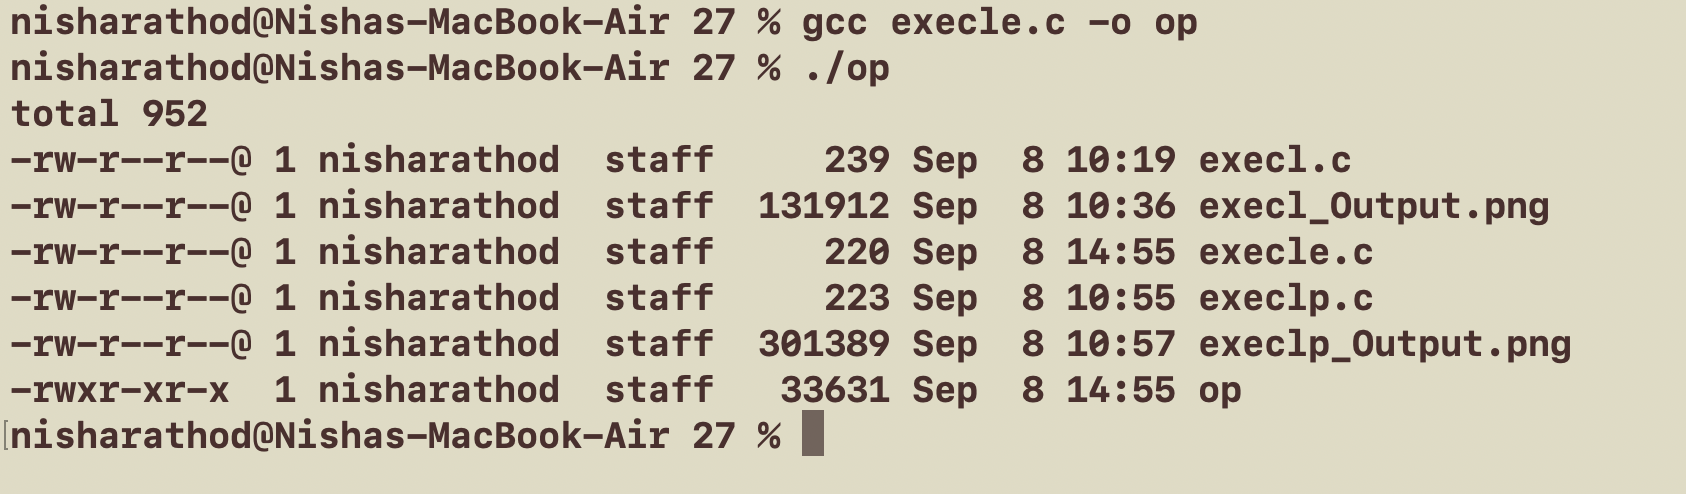 nisharathod@Nishas-MacBook-Air 27 % gcc execle.c -o op
nisharathod@Nishas-MacBook-Air 27 % ./op
total 952
-rw-r--r--@ 1 nisharathod  staff     239 Sep  8 10:19 execl.c
-rw-r--r--@ 1 nisharathod  staff  131912 Sep  8 10:36 execl_Output.png
-rw-r--r--@ 1 nisharathod  staff     220 Sep  8 14:55 execle.c
-rw-r--r--@ 1 nisharathod  staff     223 Sep  8 10:55 execlp.c
-rw-r--r--@ 1 nisharathod  staff  301389 Sep  8 10:57 execlp_Output.png
-rwxr-xr-x  1 nisharathod  staff   33631 Sep  8 14:55 op
nisharathod@Nishas-MacBook-Air 27 %